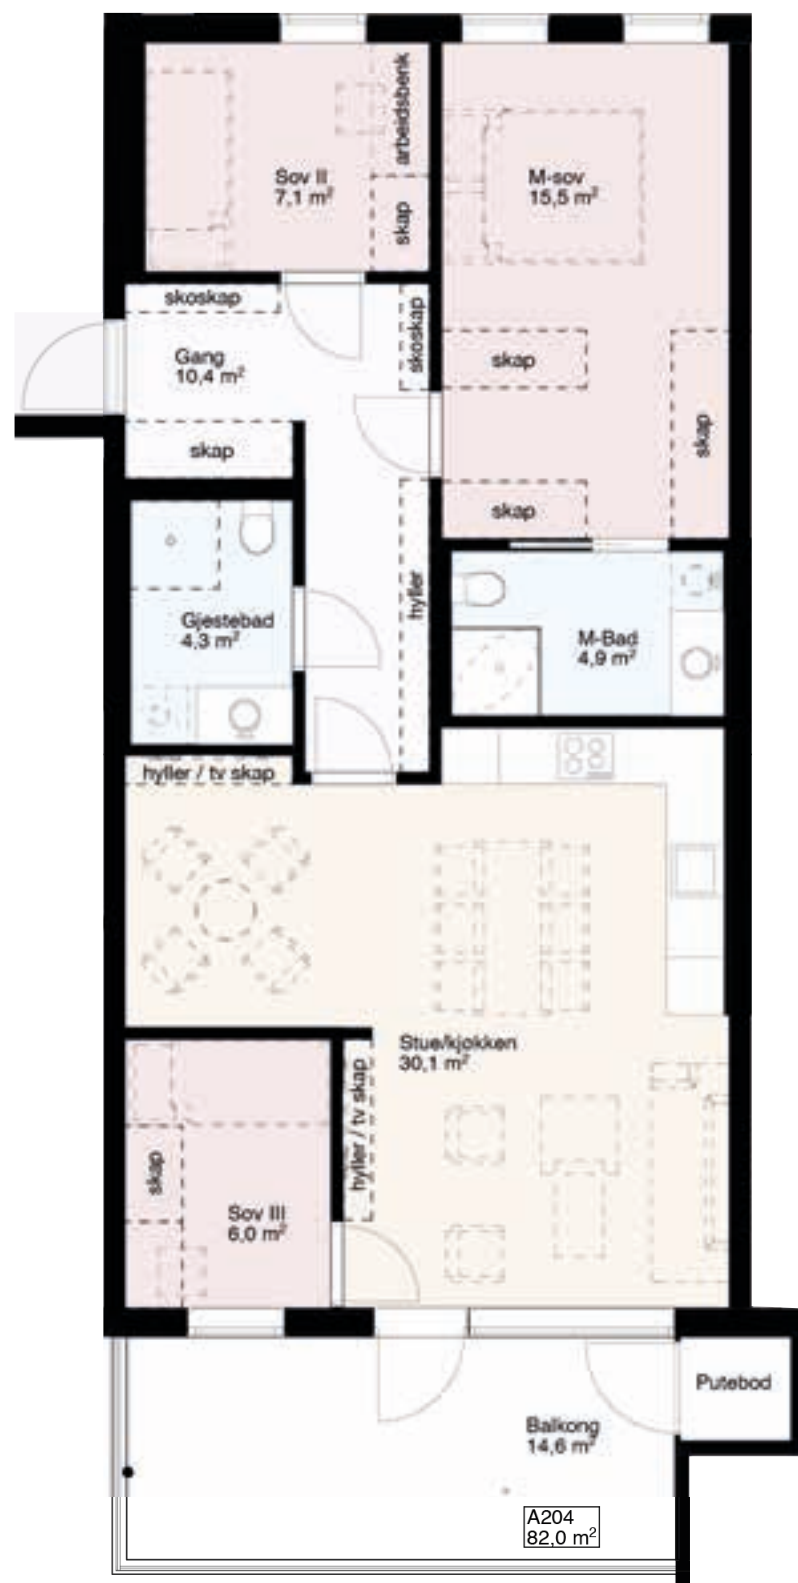 arbeidsbenk
Sov II
7,1 m²
skap
M-sov
15,5 m²
skoskap
skoskap
Gang
10,4 m²
skap
skap
skap
skap
hyller
Gjestebad
4,3 m²
M-Bad
4,9 m²
hyller / tv skap
Stue/kjøkken
30,1 m²
hyller / tv skap
skap
Sov III
6,0 m²
Putebod
Balkong
14,6 m²
A204
82,0 m²